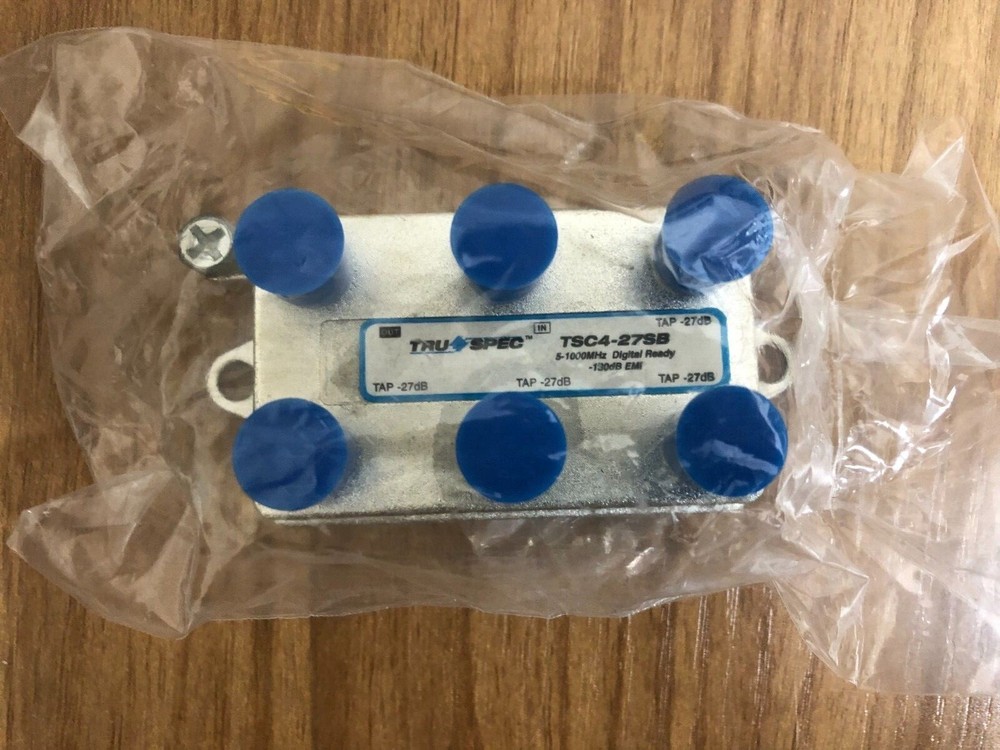 OUT IN TAP -27dB
TRU SPEC™ TSC4-27SB
5-1000MHz Digital Ready
-130dB EMI
TAP -27dB TAP -27dB TAP -27dB